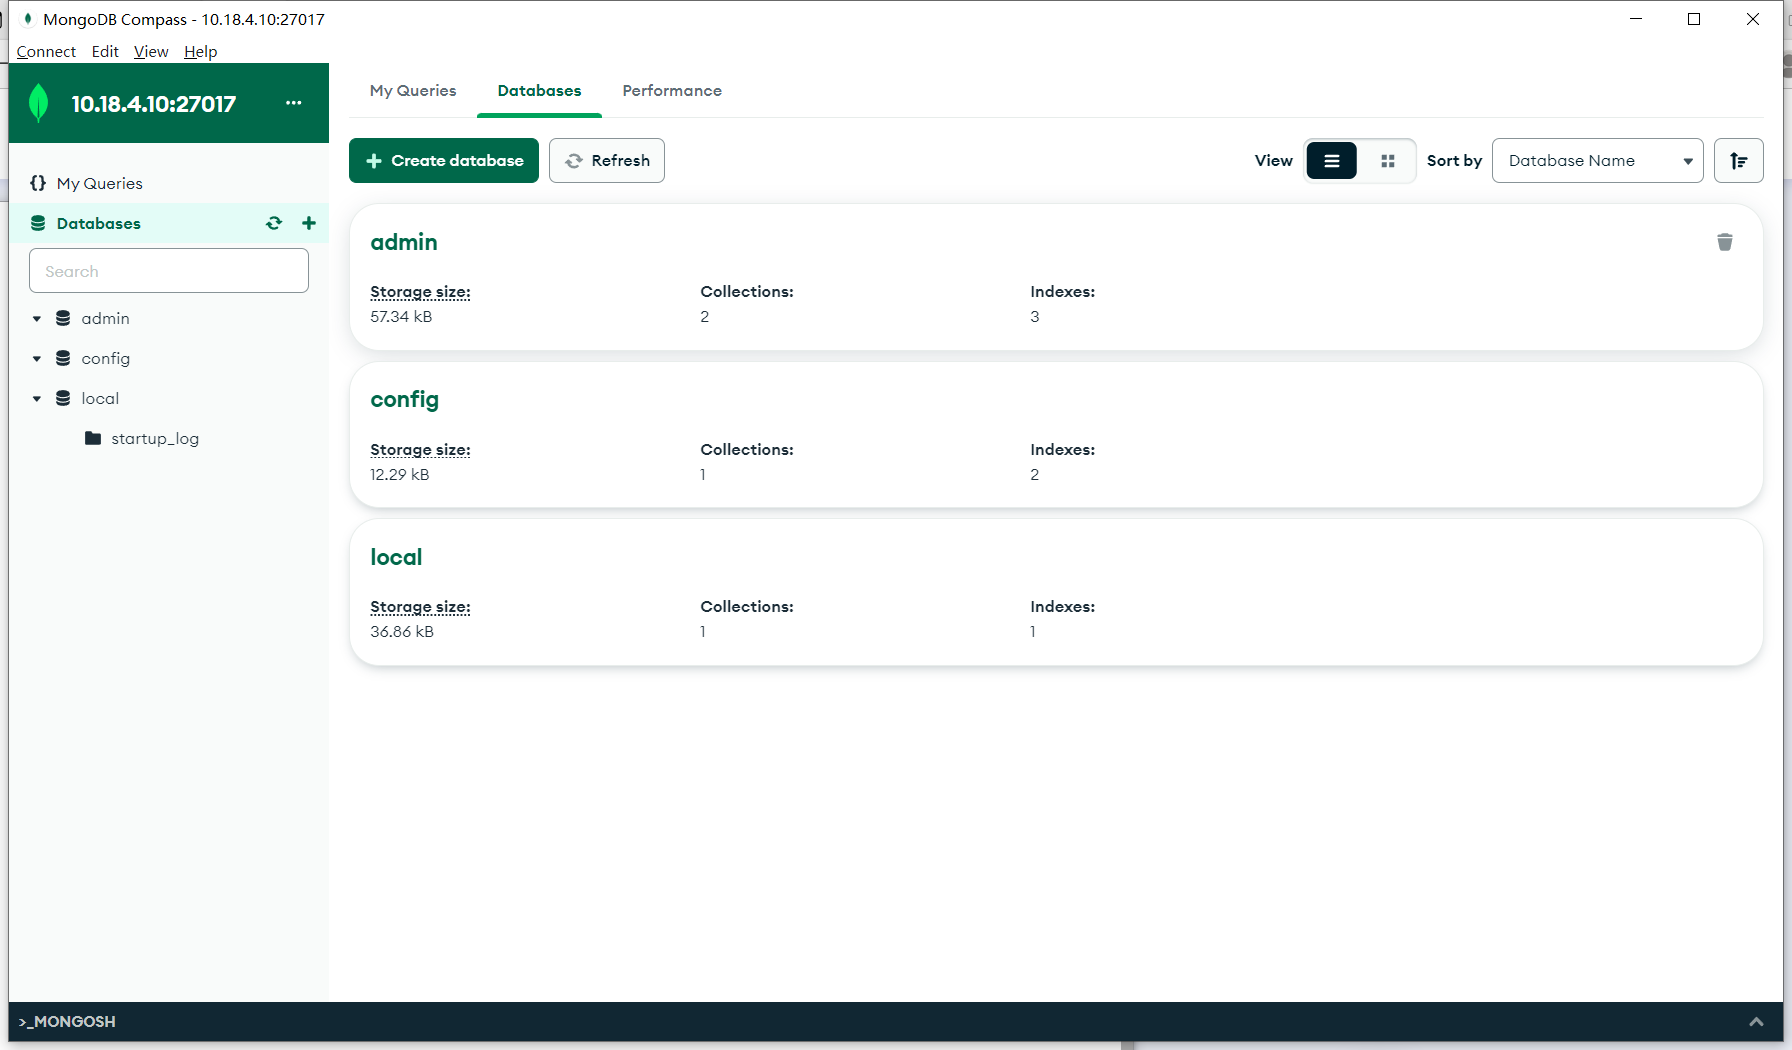 MongoDB Compass - 10.18.4.10:27017
Connect Edit View Help
10.18.4.10:27017 ...
My Queries
Databases
Search
admin
config
local
startup_log
My Queries Databases Performance
Create database Refresh View Sort by Database Name
admin
Storage size: Collections: Indexes:
57.34 kB 2 3
config
Storage size: Collections: Indexes:
12.29 kB 1 2
local
Storage size: Collections: Indexes:
36.86 kB 1 1
>_MONGOSH